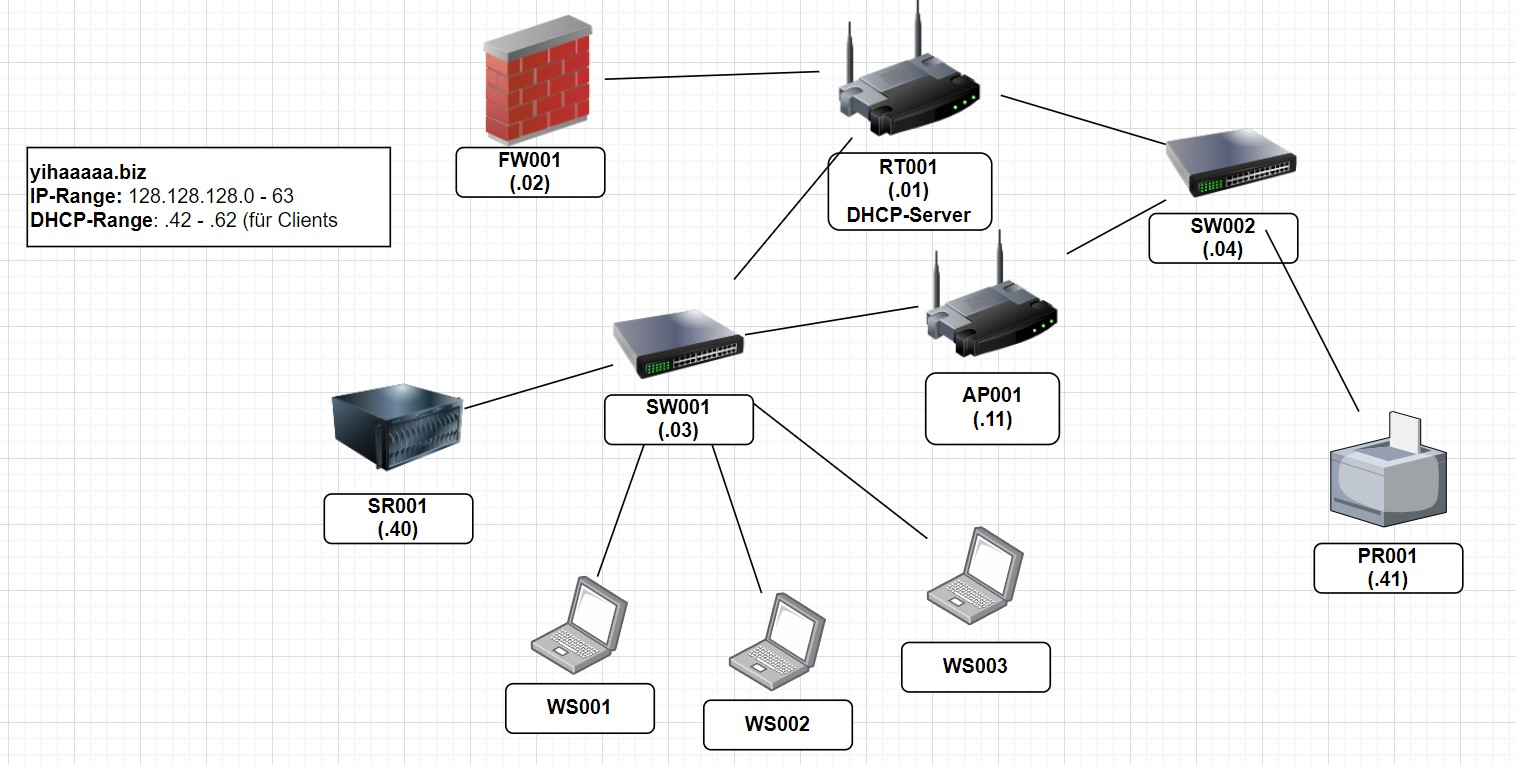 FW001
(.02)
yihaaaaa.biz
IP-Range: 128.128.128.0 - 63
DHCP-Range: .42 - .62 (für Clients
RT001
(.01)
DHCP-Server
SW002
(.04)
SW001
(.03)
AP001
(.11)
SR001
(.40)
PR001
(.41)
WS001
WS002
WS003